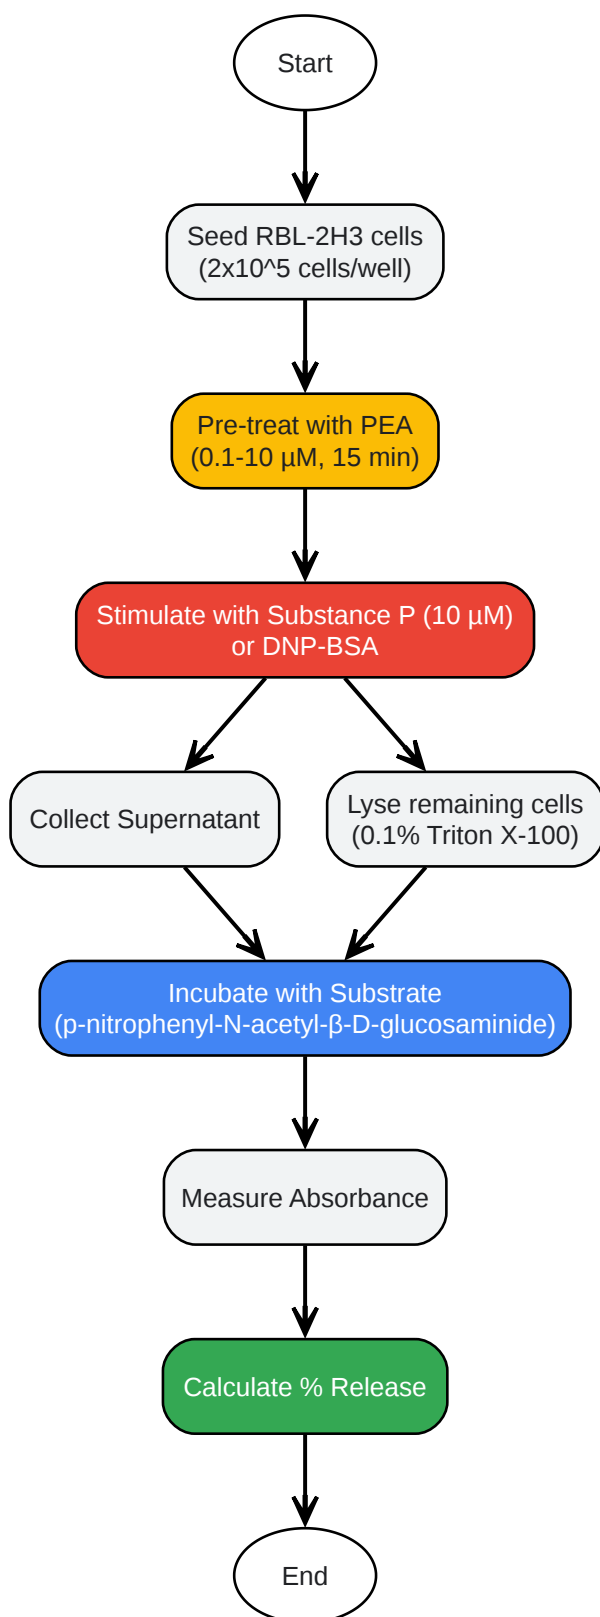 Start
Seed RBL-2H3 cells
(2x10^5 cells/well)
Pre-treat with PEA
(0.1-10 µM, 15 min)
Stimulate with Substance P (10 µM)
or DNP-BSA
Collect Supernatant
Lyse remaining cells
(0.1% Triton X-100)
Incubate with Substrate
(p-nitrophenyl-N-acetyl-β-D-glucosaminide)
Measure Absorbance
Calculate % Release
End